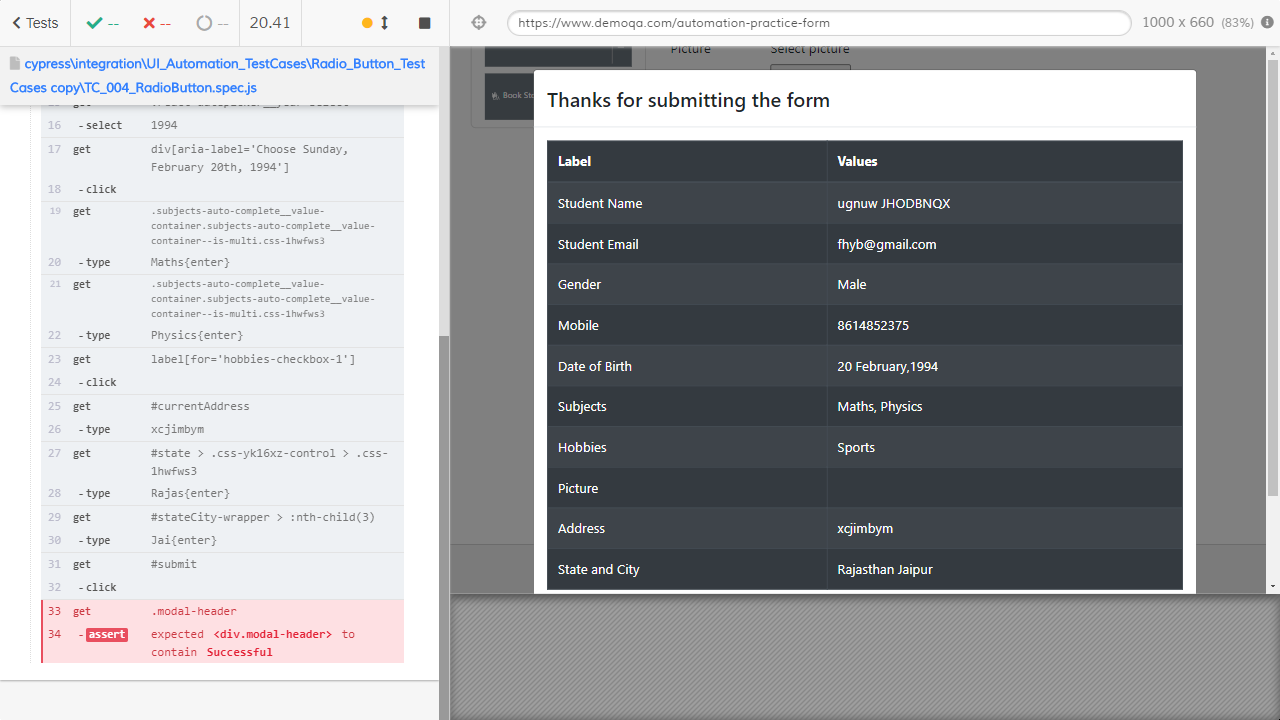 Tests
--
--
--
20.41
https://www.demoqa.com/automation-practice-form
1000 x 660 (83%)
cypress\integration\UI_Automation_TestCases\Radio_Button_Test
Cases copy\TC_004_RadioButton.spec.js
16 -select 1994
17 get div[aria-label='Choose Sunday,
February 20th, 1994']
18 -click
19 get .subjects-auto-complete__value-
container.subjects-auto-complete__value-
container--is-multi.css-1hwfws3
20 -type Maths{enter}
21 get .subjects-auto-complete__value-
container.subjects-auto-complete__value-
container--is-multi.css-1hwfws3
22 -type Physics{enter}
23 get label[for='hobbies-checkbox-1']
24 -click
25 get #currentAddress
26 -type xcjimbym
27 get #state > .css-yk16xz-control > .css-
1hwfws3
28 -type Rajas{enter}
29 get #stateCity-wrapper > :nth-child(3)
30 -type Jai{enter}
31 get #submit
32 -click
33 get .modal-header
34 -assert expected <div.modal-header> to
contain Successful
Picture Select picture
Book
Thanks for submitting the form
Label Values
Student Name ugnuw JHODBNQX
Student Email fhyb@gmail.com
Gender Male
Mobile 8614852375
Date of Birth 20 February,1994
Subjects Maths, Physics
Hobbies Sports
Picture
Address xcjimbym
State and City Rajasthan Jaipur